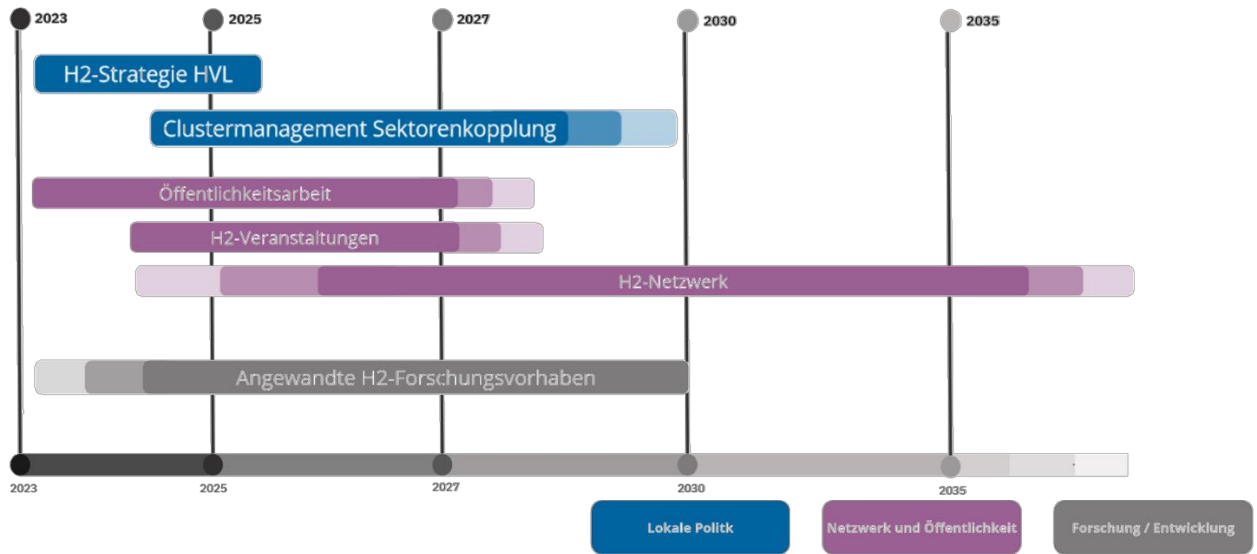 2023
2025
2027
2030
2035
H2-Strategie HVL
Clustermanagement Sektorenkopplung
Öffentlichkeitsarbeit
H2-Veranstaltungen
H2-Netzwerk
Angewandte H2-Forschungsvorhaben
2023
2025
2027
2030
2035
Lokale Politk
Netzwerk und Öffentlichkeit
Forschung / Entwicklung